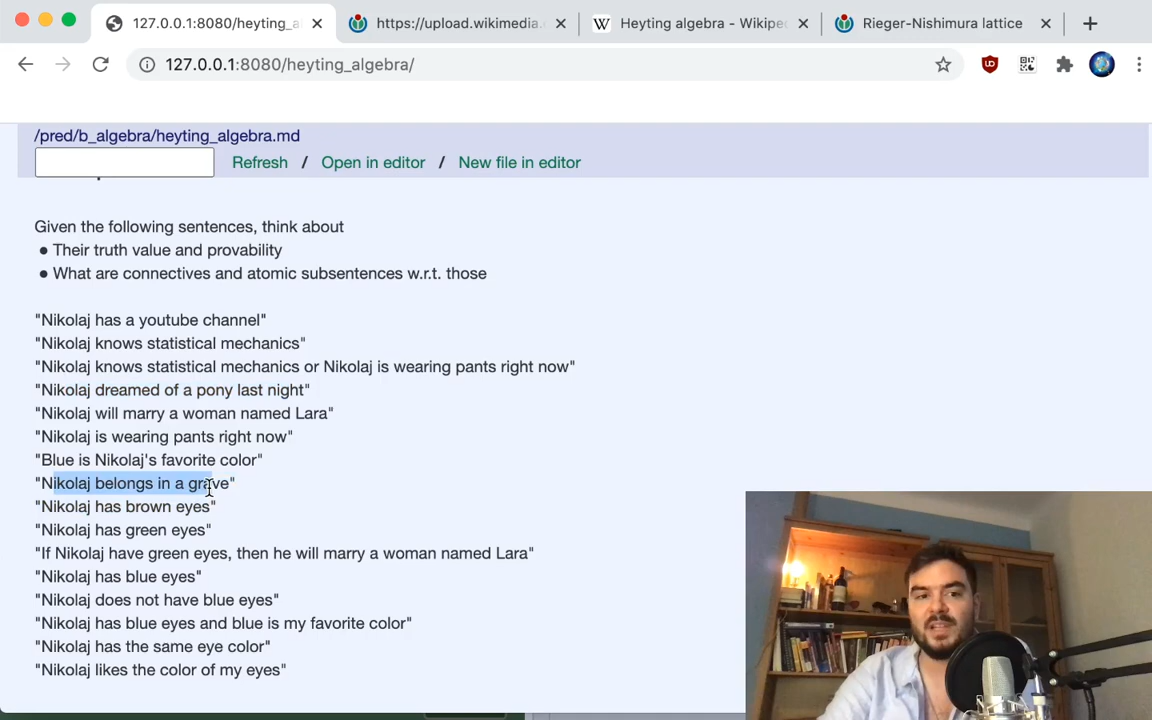 127.0.0.1:8080/heyting_a
https://upload.wikimedia.
W Heyting algebra - Wikipe
Rieger-Nishimura lattice
127.0.0.1:8080/heyting_algebra/
/pred/b_algebra/heyting_algebra.md
Refresh / Open in editor / New file in editor
Given the following sentences, think about
● Their truth value and provability
● What are connectives and atomic subsentences w.r.t. those
"Nikolaj has a youtube channel"
"Nikolaj knows statistical mechanics"
"Nikolaj knows statistical mechanics or Nikolaj is wearing pants right now"
"Nikolaj dreamed of a pony last night"
"Nikolaj will marry a woman named Lara"
"Nikolaj is wearing pants right now"
"Blue is Nikolaj's favorite color"
"Nikolaj belongs in a grave"
"Nikolaj has brown eyes"
"Nikolaj has green eyes"
"If Nikolaj have green eyes, then he will marry a woman named Lara"
"Nikolaj has blue eyes"
"Nikolaj does not have blue eyes"
"Nikolaj has blue eyes and blue is my favorite color"
"Nikolaj has the same eye color"
"Nikolaj likes the color of my eyes"